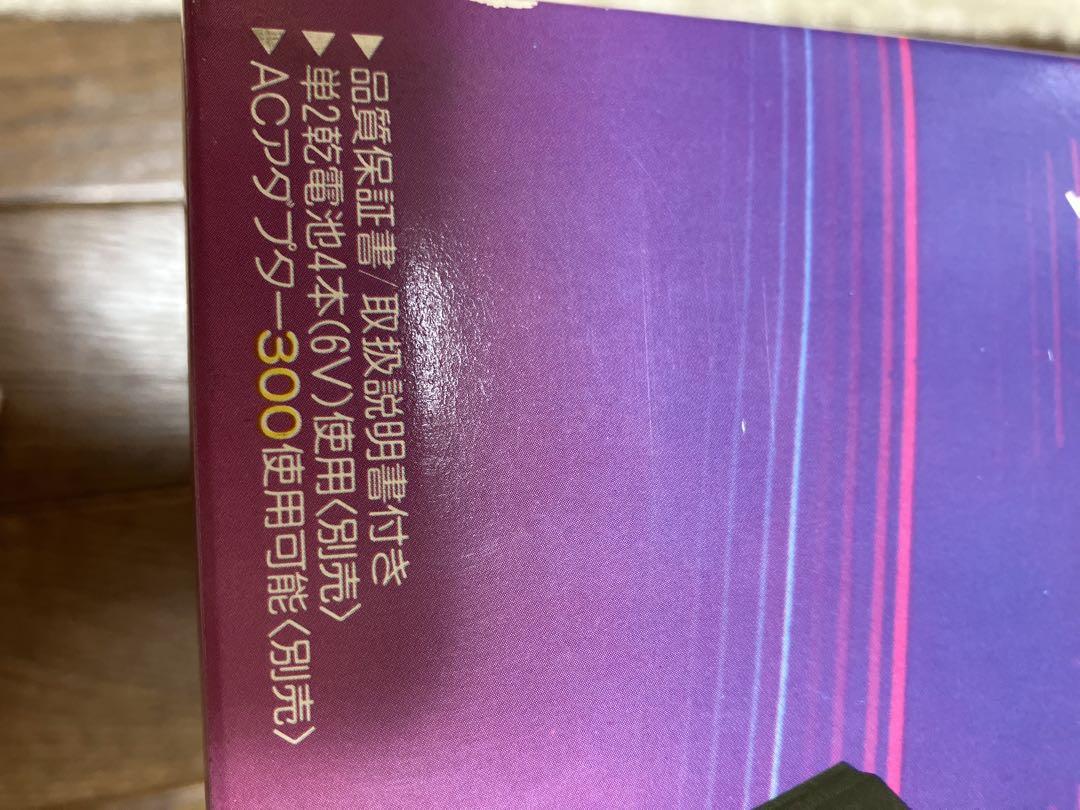 ▶品質保証書/取扱説明書付き
▶単2乾電池4本(6V)使用〈別売〉
▶ACアダプター300使用可能〈別売〉